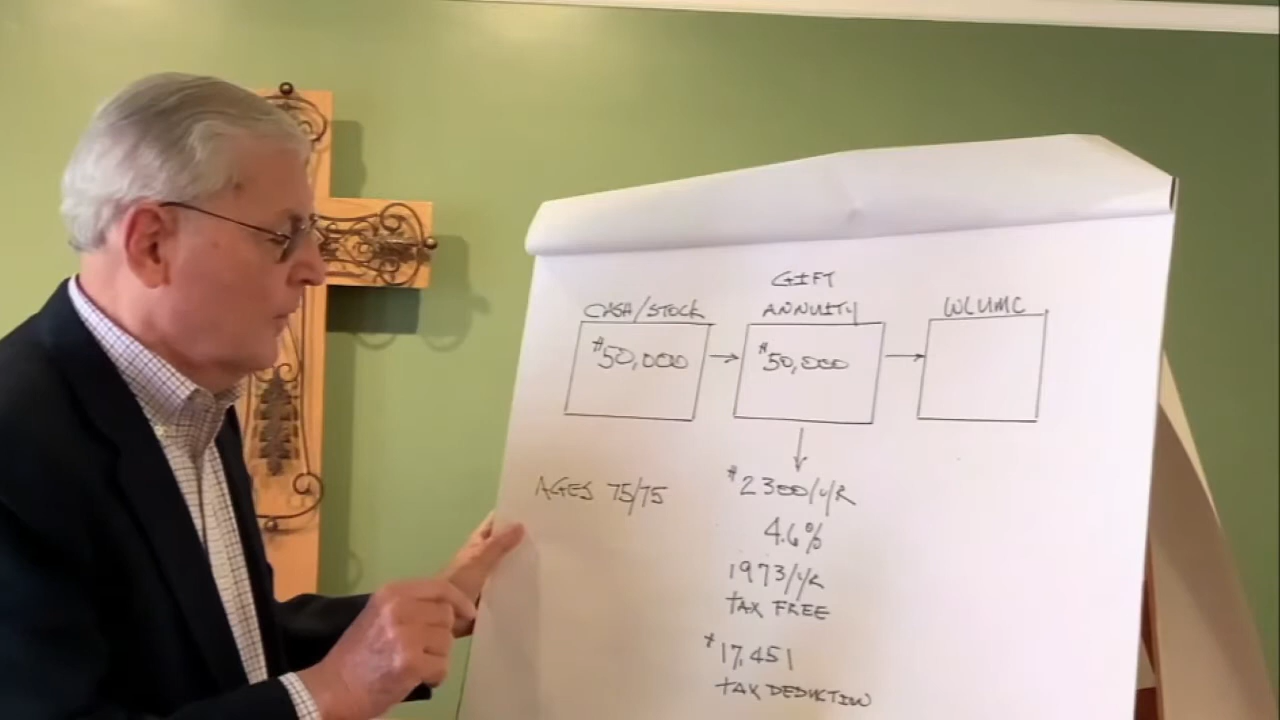 GIFT
CASH/STOCK ANNUITY WLUMC
$50,000 $50,000
AGES 75/75 $2300/YR
4.6%
1973/YR
TAX FREE
$17,451
TAX DEDUCTION